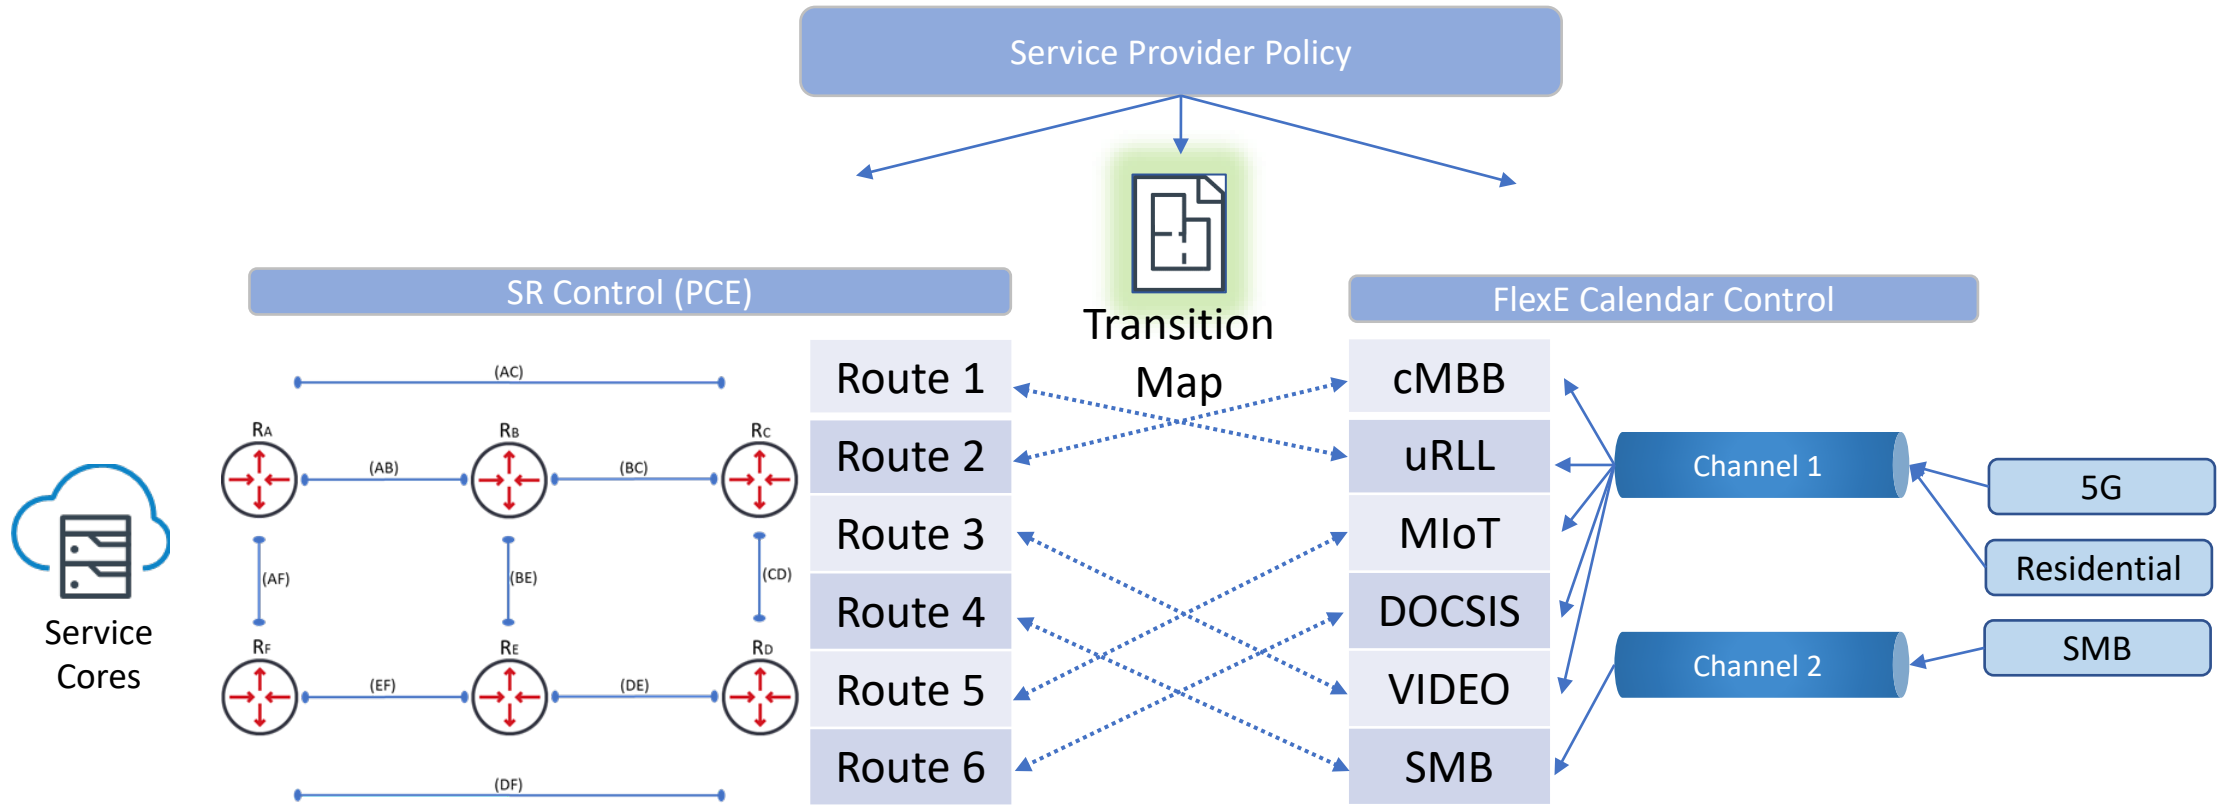 Service Provider Policy
SR Control (PCE)
Transition
Map
FlexE Calendar Control
(AC)
RA
RB
RC
(AB)
(BC)
(AF)
(BE)
(CD)
RF
RE
RD
(EF)
(DE)
(DF)
Service
Cores
Route 1
Route 2
Route 3
Route 4
Route 5
Route 6
cMBB
uRLL
MIoT
DOCSIS
VIDEO
SMB
Channel 1
Channel 2
5G
Residential
SMB